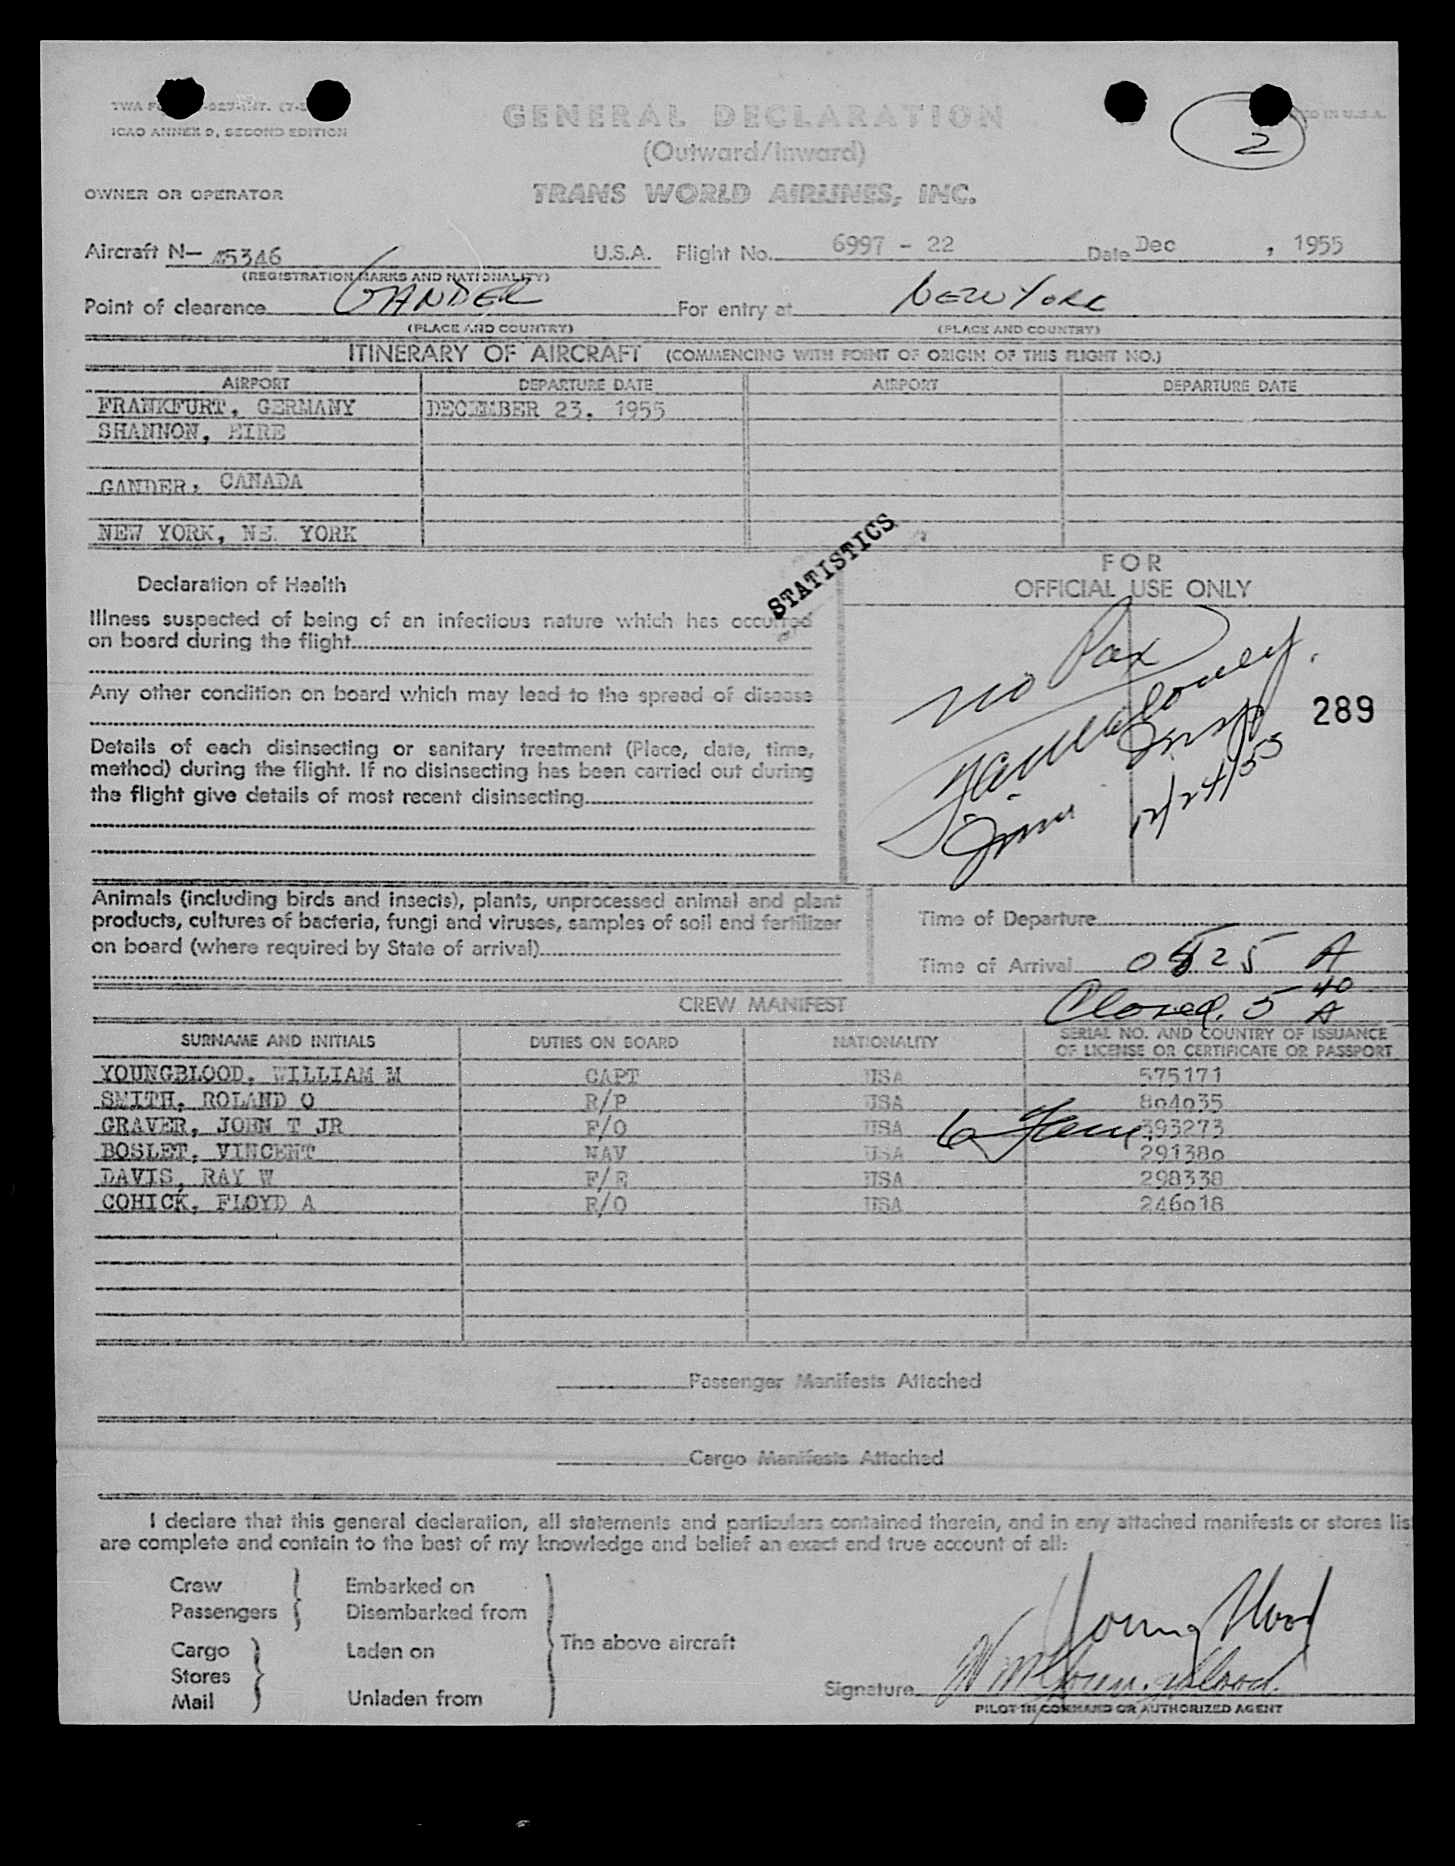 ICAO ANNEX 9, SECOND EDITION
GENERAL DECLARATION
(Outward/Inward)
2
OWNER OR OPERATOR
TRANS WORLD AIRLINES, INC.
Aircraft N— 45346 U.S.A. Flight No. 6997 - 22 Date Dec , 1955
(REGISTRATION MARKS AND NATIONALITY)
Point of clearance GANDER For entry at NEW YORK
(PLACE AND COUNTRY) (PLACE AND COUNTRY)
ITINERARY OF AIRCRAFT (COMMENCING WITH POINT OF ORIGIN OF THIS FLIGHT NO.)
AIRPORT DEPARTURE DATE AIRPORT DEPARTURE DATE
FRANKFURT, GERMANY DECEMBER 23. 1955
SHANNON, EIRE
GANDER, CANADA
NEW YORK, NE. YORK
STATISTICS
FOR
OFFICIAL USE ONLY
No Pax
Insp
289
12/24/55
Declaration of Health
Illness suspected of being of an infectious nature which has occurred
on board during the flight
Any other condition on board which may lead to the spread of disease
Details of each disinsecting or sanitary treatment (Place, date, time,
method) during the flight. If no disinsecting has been carried out during
the flight give details of most recent disinsecting
Animals (including birds and insects), plants, unprocessed animal and plant
products, cultures of bacteria, fungi and viruses, samples of soil and fertilizer
on board (where required by State of arrival)
Time of Departure
Time of Arrival 0525 A
Closed. 5 40 A
CREW MANIFEST
SURNAME AND INITIALS DUTIES ON BOARD NATIONALITY SERIAL NO. AND COUNTRY OF ISSUANCE
OF LICENSE OR CERTIFICATE OR PASSPORT
YOUNGBLOOD, WILLIAM M CAPT USA 575171
SMITH, ROLAND O R/P USA 804035
GRAVER, JOHN T JR F/O USA 393273
BOSLET, VINCENT NAV USA 291380
DAVIS, RAY W F/E USA 298338
COHICK, FLOYD A R/O USA 246018
Passenger Manifests Attached
Cargo Manifests Attached
I declare that this general declaration, all statements and particulars contained therein, and in any attached manifests or stores lis
are complete and contain to the best of my knowledge and belief an exact and true account of all:
Crew Embarked on
Passengers Disembarked from
The above aircraft
Cargo Laden on
Stores
Mail Unladen from
Youngblood
Signature Wm Youngblood
PILOT IN COMMAND OR AUTHORIZED AGENT